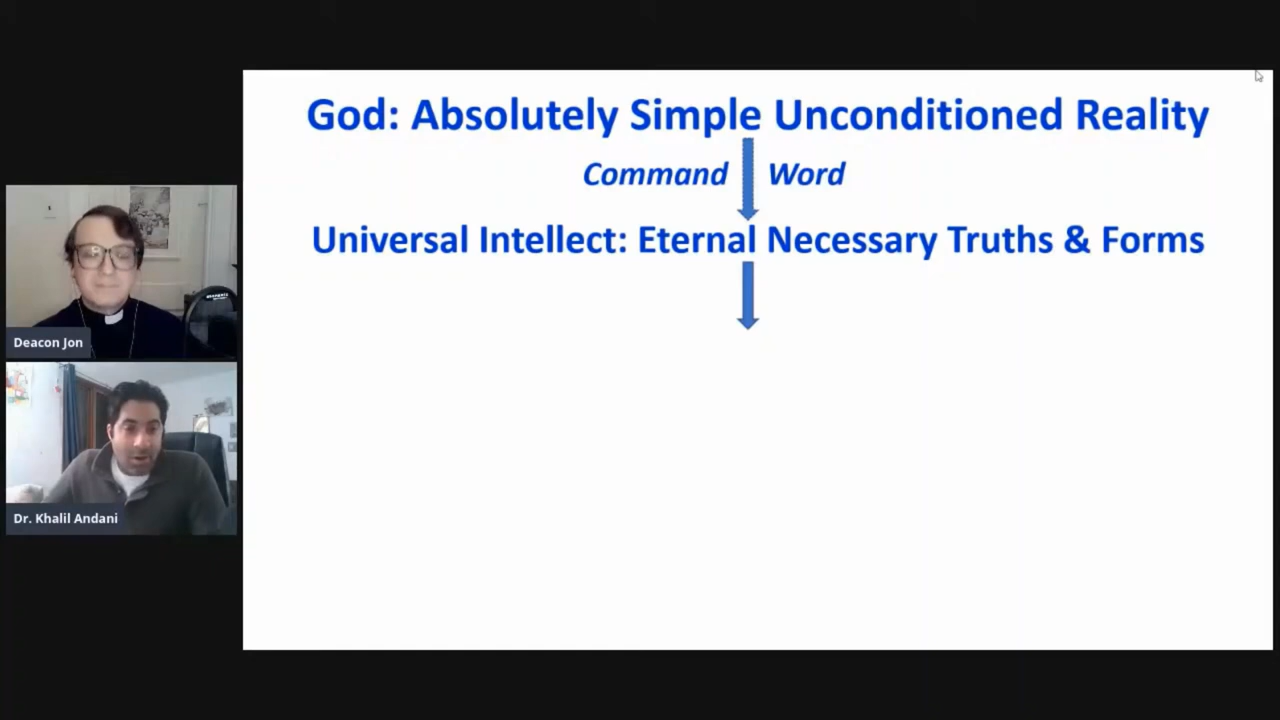 God: Absolutely Simple Unconditioned Reality
Command Word
Universal Intellect: Eternal Necessary Truths & Forms
Deacon Jon
Dr. Khalil Andani